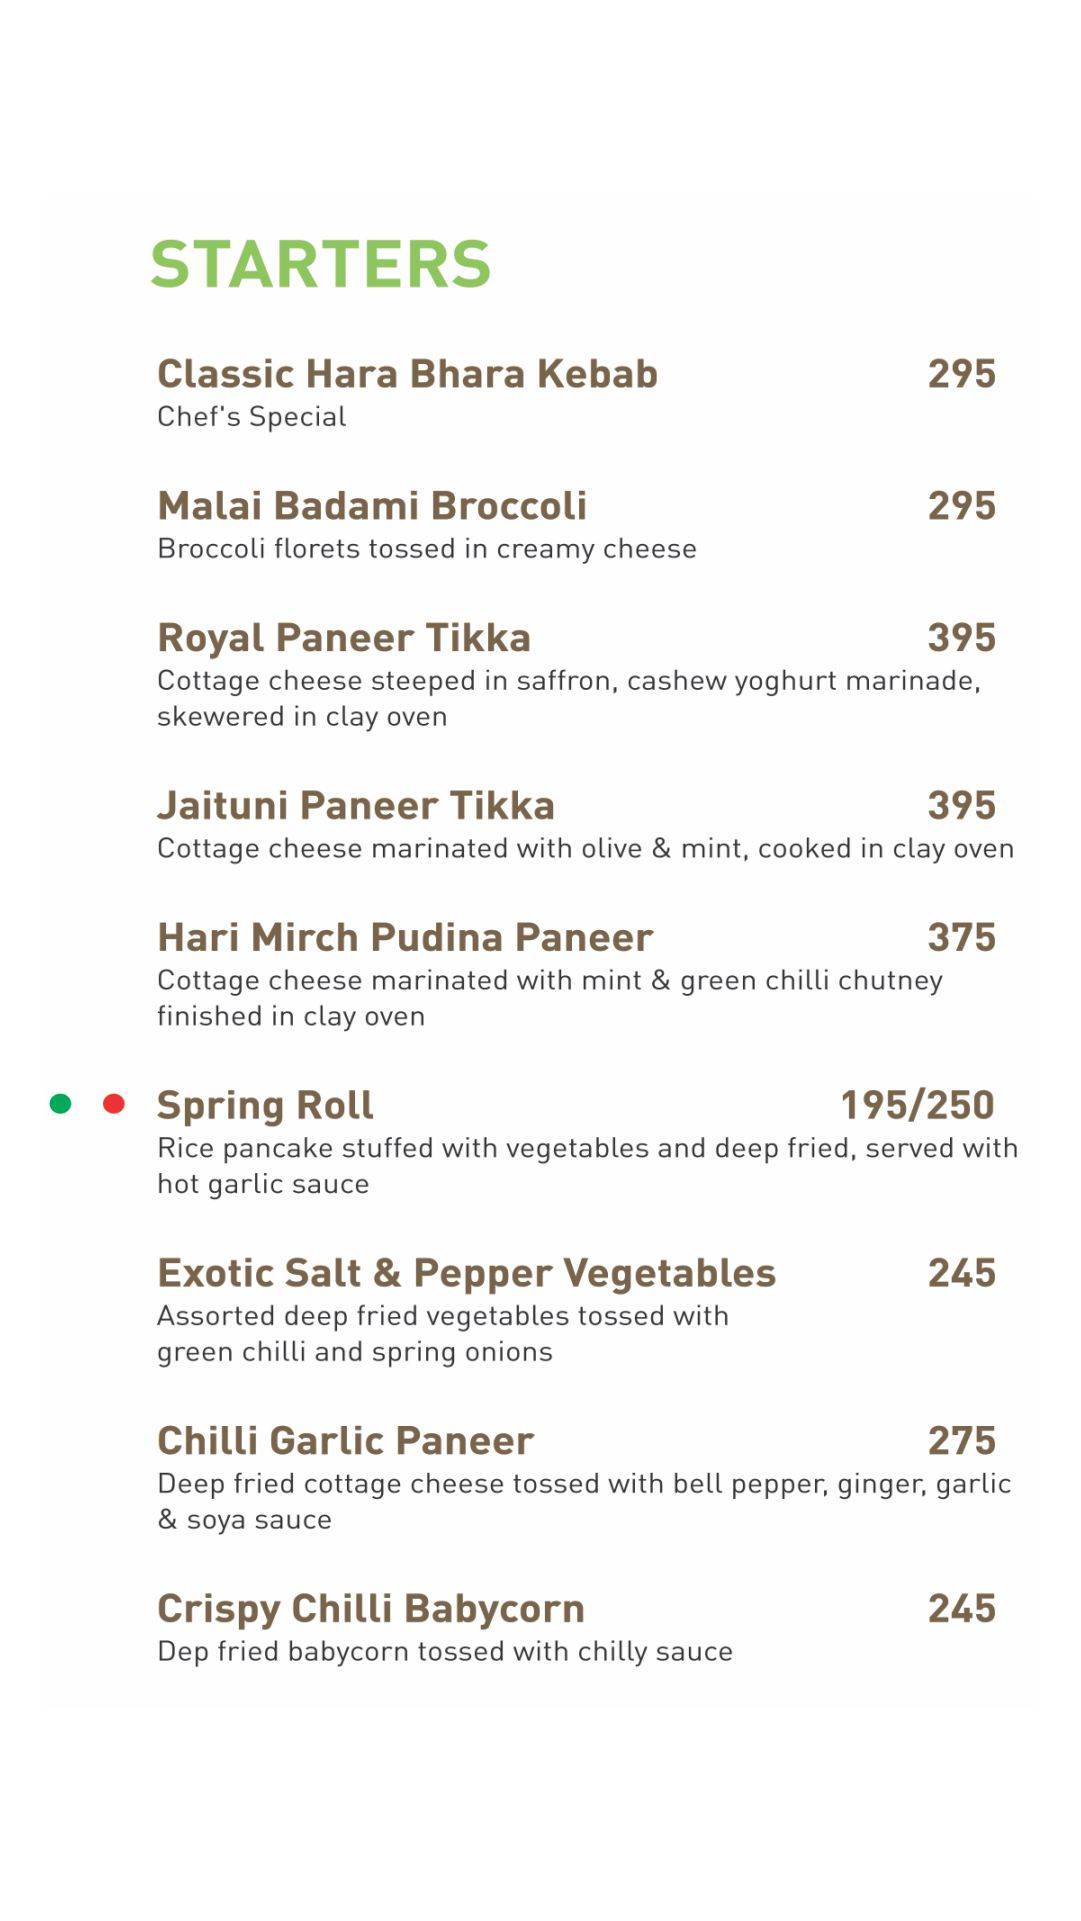 STARTERS
Classic Hara Bhara Kebab 295
Chef's Special
Malai Badami Broccoli 295
Broccoli florets tossed in creamy cheese
Royal Paneer Tikka 395
Cottage cheese steeped in saffron, cashew yoghurt marinade,
skewered in clay oven
Jaituni Paneer Tikka 395
Cottage cheese marinated with olive & mint, cooked in clay oven
Hari Mirch Pudina Paneer 375
Cottage cheese marinated with mint & green chilli chutney
finished in clay oven
Spring Roll 195/250
Rice pancake stuffed with vegetables and deep fried, served with
hot garlic sauce
Exotic Salt & Pepper Vegetables 245
Assorted deep fried vegetables tossed with
green chilli and spring onions
Chilli Garlic Paneer 275
Deep fried cottage cheese tossed with bell pepper, ginger, garlic
& soya sauce
Crispy Chilli Babycorn 245
Dep fried babycorn tossed with chilly sauce